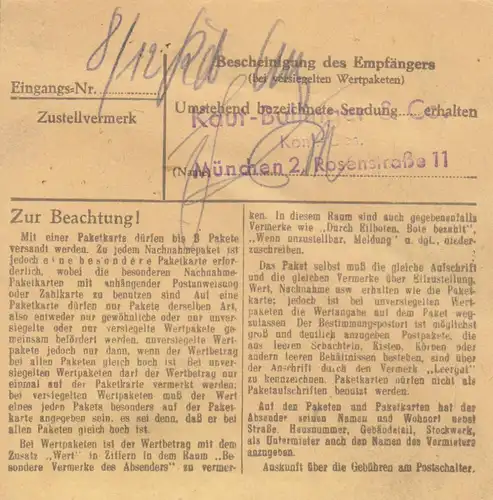 8/12
Bescheinigung des Empfängers
(bei versiegelten Wertpaketen)
Eingangs=Nr.
Umstehend bezeichnete Sendung erhalten
Zustellvermerk
Kauf- & Co.
München 2, Rosenstraße 11
(Name)
Zur Beachtung!
Mit einer Paketkarte dürfen bis 3 Pakete
versandt werden. Zu jedem Nachnahmepaket ist
jedoch eine besondere Paketkarte erfor-
derlich, wobei die besonderen Nachnahme-
Paketkarten mit anhängender Postanweisung
oder Zahlkarte zu benutzen sind Auf eine
Paketkarte dürfen nur Pakete derselben Art,
also entweder nur gewöhnliche oder nur unver-
siegelte oder nur versiegelte Wertpakete ge-
meinsam befördert werden, unversiegelte Wert-
pakete jedoch nur dann, wenn der Wertbetrag
bei allen Paketen gleich hoch ist Bei unver-
siegelten Wertpaketen darf der Wertbetrag nur
einmal auf der Paketkarte vermerkt werden;
bei versiegelten Wertpaketen muß der Wert
eines jeden Pakets besonders auf der Paket-
karte angegeben sein, es sei denn, daß er bei
allen Paketen gleich hoch ist.
Bei Wertpaketen ist der Wertbetrag mit dem
Zusatz „Wert" in Ziffern in dem Raum „Be-
sondere Vermerke des Absenders" zu vermer-
ken. In diesem Raum sind auch gegebenenfalls
Vermerke wie „Durch Eilboten, Bote bezahlt",
„Wenn unzustellbar, Meldung" u. dgl., nieder-
zuschreiben.
Das Paket selbst muß die gleiche Aufschrift
und die gleichen Vermerke über Eilzustellung,
Wert, Nachnahme usw erhalten wie die Paket-
karte; jedoch ist bei unversiegelten Wert-
paketen die Wertangabe auf dem Paket weg-
zulassen Der Bestimmungspostort ist möglichst
groß und deutlich anzugeben Postpakete, die
aus leeren Schachteln, Kisten, Körben oder
andern leeren Behältnissen bestehen, sind über
der Anschrift durch den Vermerk „Leergut"
zu kennzeichnen. Paketkarten dürfen nicht als
Paketaufschriften benutzt werden.
Auf den Paketen und Paketkarten hat der
Absender seinen Namen und Wohnort nebst
Straße, Hausnummer, Gebäudeteil, Stockwerk,
als Untermieter auch den Namen des Vermieters
anzugeben.
Auskunft über die Gebühren am Postschalter.